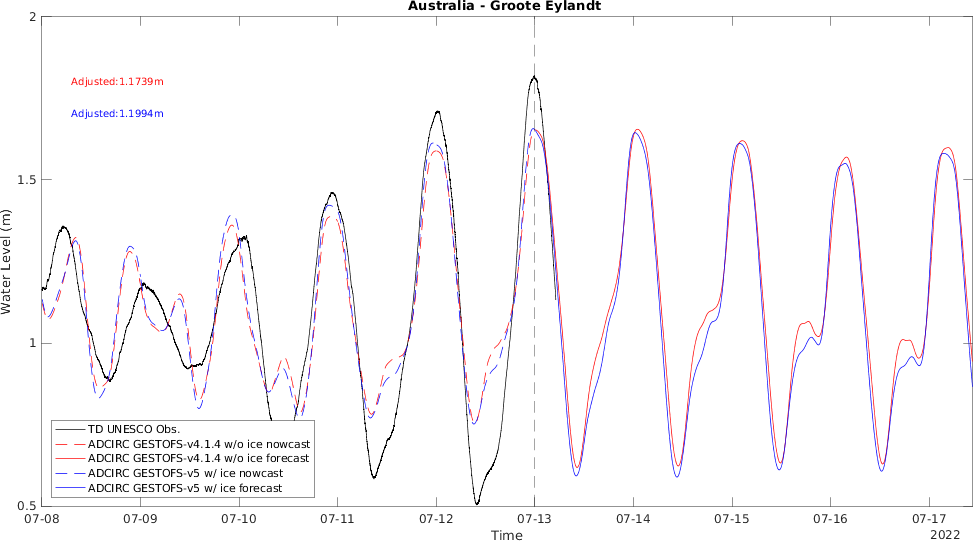 Australia - Groote Eylandt
2
1.5
1
0.5
Water Level (m)
Adjusted:1.1739m
Adjusted:1.1994m
TD UNESCO Obs.
ADCIRC GESTOFS-v4.1.4 w/o ice nowcast
ADCIRC GESTOFS-v4.1.4 w/o ice forecast
ADCIRC GESTOFS-v5 w/ ice nowcast
ADCIRC GESTOFS-v5 w/ ice forecast
07-08 07-09 07-10 07-11 07-12 07-13 07-14 07-15 07-16 07-17
Time
2022